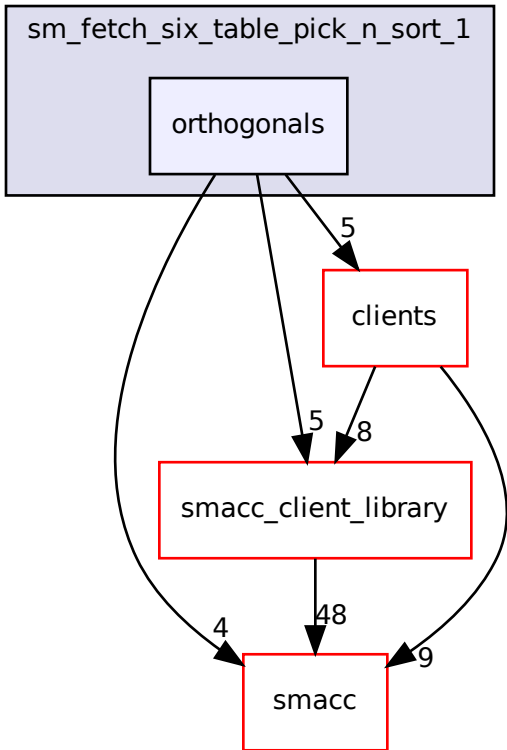 sm_fetch_six_table_pick_n_sort_1
orthogonals
5
clients
5
8
smacc_client_library
4
48
9
smacc